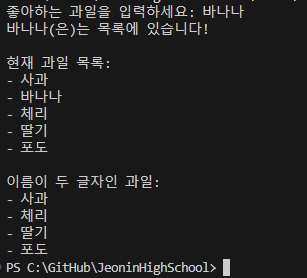 좋아하는 과일을 입력하세요: 바나나
바나나(은)는 목록에 있습니다!
현재 과일 목록:
- 사과
- 바나나
- 체리
- 딸기
- 포도
이름이 두 글자인 과일:
- 사과
- 체리
- 딸기
- 포도
PS C:\GitHub\JeoninHighSchool>